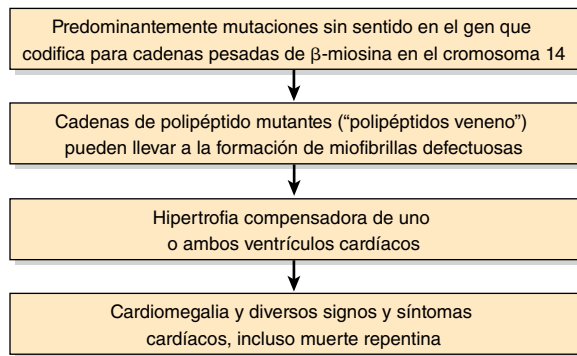 Predominantemente mutaciones sin sentido en el gen que
codifica para cadenas pesadas de β-miosina en el cromosoma 14
Cadenas de polipéptido mutantes (“polipéptidos veneno”)
pueden llevar a la formación de miofibrillas defectuosas
Hipertrofia compensadora de uno
o ambos ventrículos cardíacos
Cardiomegalia y diversos signos y síntomas
cardíacos, incluso muerte repentina